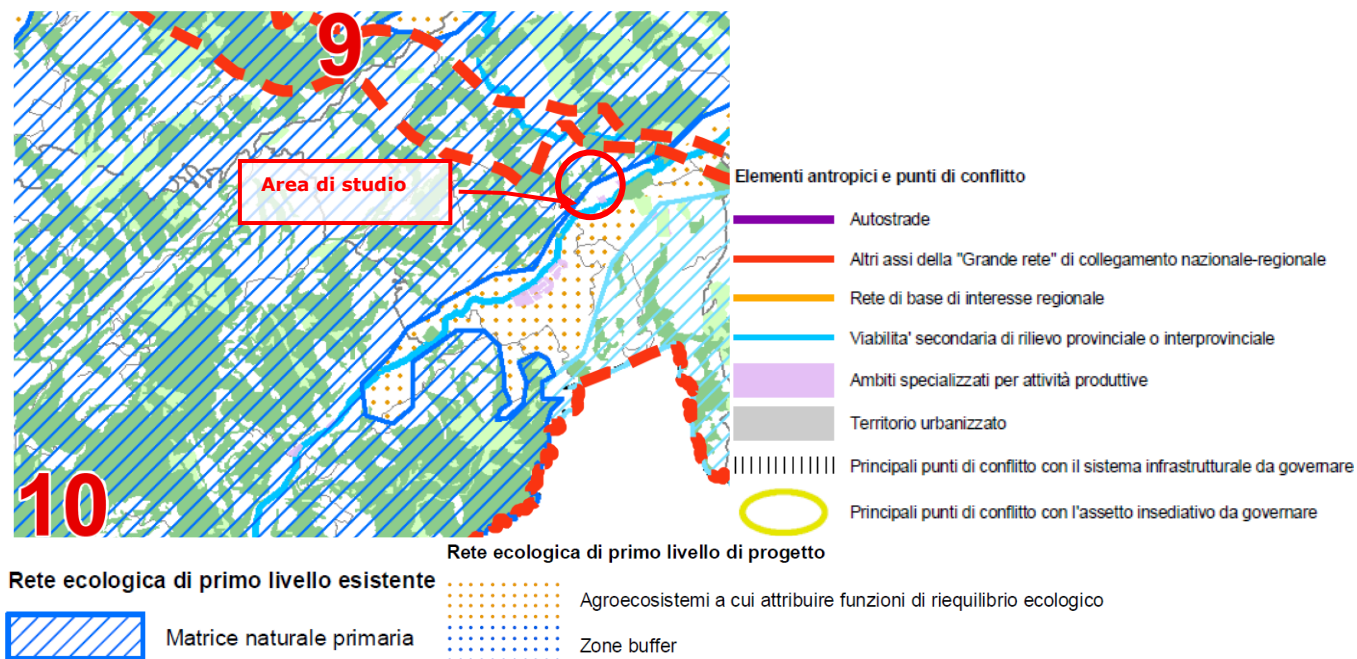 9
Area di studio
10
Elementi antropici e punti di conflitto
Autostrade
Altri assi della "Grande rete" di collegamento nazionale-regionale
Rete di base di interesse regionale
Viabilita' secondaria di rilievo provinciale o interprovinciale
Ambiti specializzati per attività produttive
Territorio urbanizzato
Principali punti di conflitto con il sistema infrastrutturale da governare
Principali punti di conflitto con l'assetto insediativo da governare
Rete ecologica di primo livello esistente
Matrice naturale primaria
Rete ecologica di primo livello di progetto
Agroecosistemi a cui attribuire funzioni di riequilibrio ecologico
Zone buffer